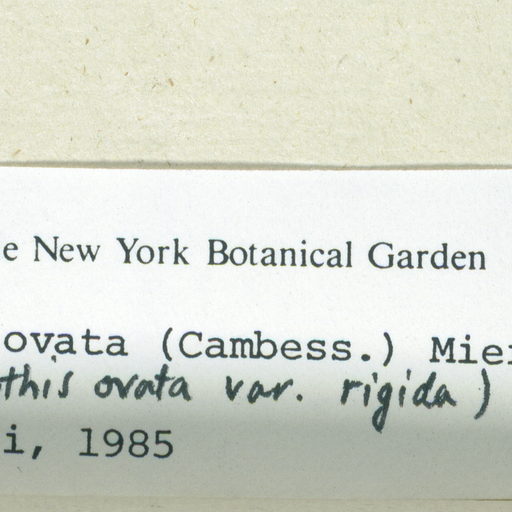 e New York Botanical Garden
ovata (Cambess.) Mie
this ovata var. rigida)
i, 1985